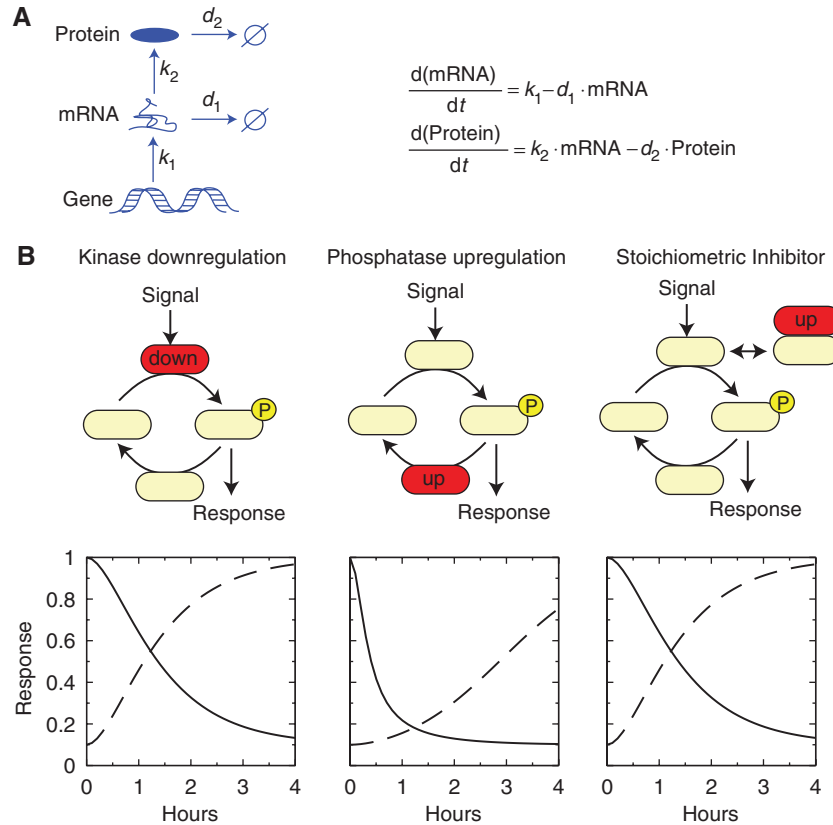 A
Protein
d2
k2
mRNA
d1
k1
Gene
d(mRNA)/dt = k1 – d1 · mRNA
d(Protein)/dt = k2 · mRNA – d2 · Protein
B
Kinase downregulation
Signal
down
P
Response
Phosphatase upregulation
Signal
P
up
Response
Stoichiometric Inhibitor
Signal
up
P
Response
Response
1
0.8
0.6
0.4
0.2
0
0 1 2 3 4
Hours
0 1 2 3 4
Hours
0 1 2 3 4
Hours